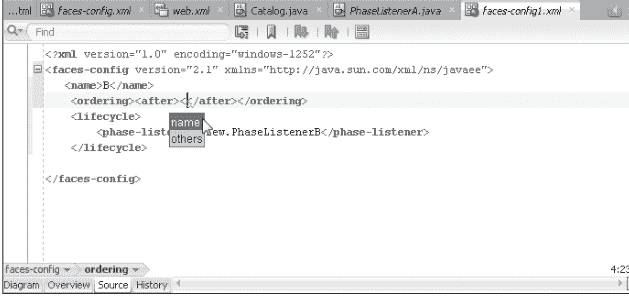 ...tml faces-config.xml web.xml Catalog.java PhaseListenerA.java faces-config1.xml
Find
<?xml version="1.0" encoding="windows-1252"?>
<faces-config version="2.1" xmlns="http://java.sun.com/xml/ns/javaee">
<name>B</name>
<ordering><after><</after></ordering>
<lifecycle>
name
<phase-liste ew.PhaseListenerB</phase-listener>
others
</lifecycle>
</faces-config>
faces-config ordering
4:23
Diagram Overview Source History